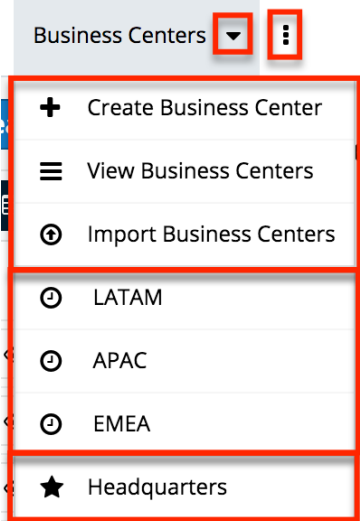 Business Centers
Create Business Center
View Business Centers
Import Business Centers
LATAM
APAC
EMEA
Headquarters